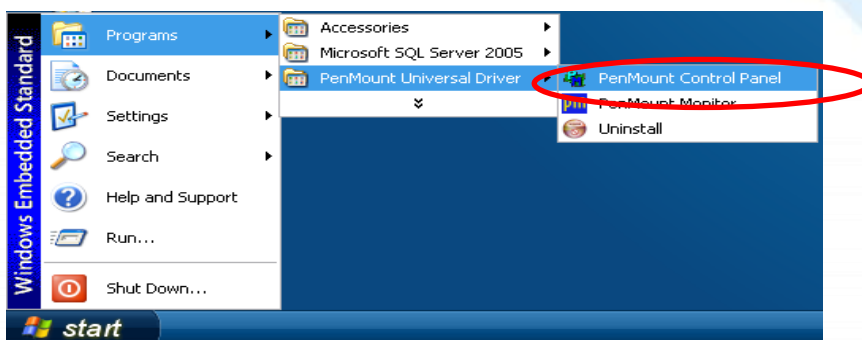 Windows Embedded Standard
Programs
Documents
Settings
Search
Help and Support
Run...
Shut Down...
Accessories
Microsoft SQL Server 2005
PenMount Universal Driver
PenMount Control Panel
PenMount Monitor
Uninstall
start